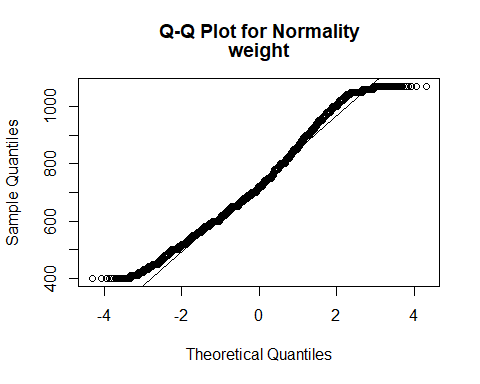 Q-Q Plot for Normality
weight
Sample Quantiles
1000
800
600
400
-4 -2 0 2 4
Theoretical Quantiles